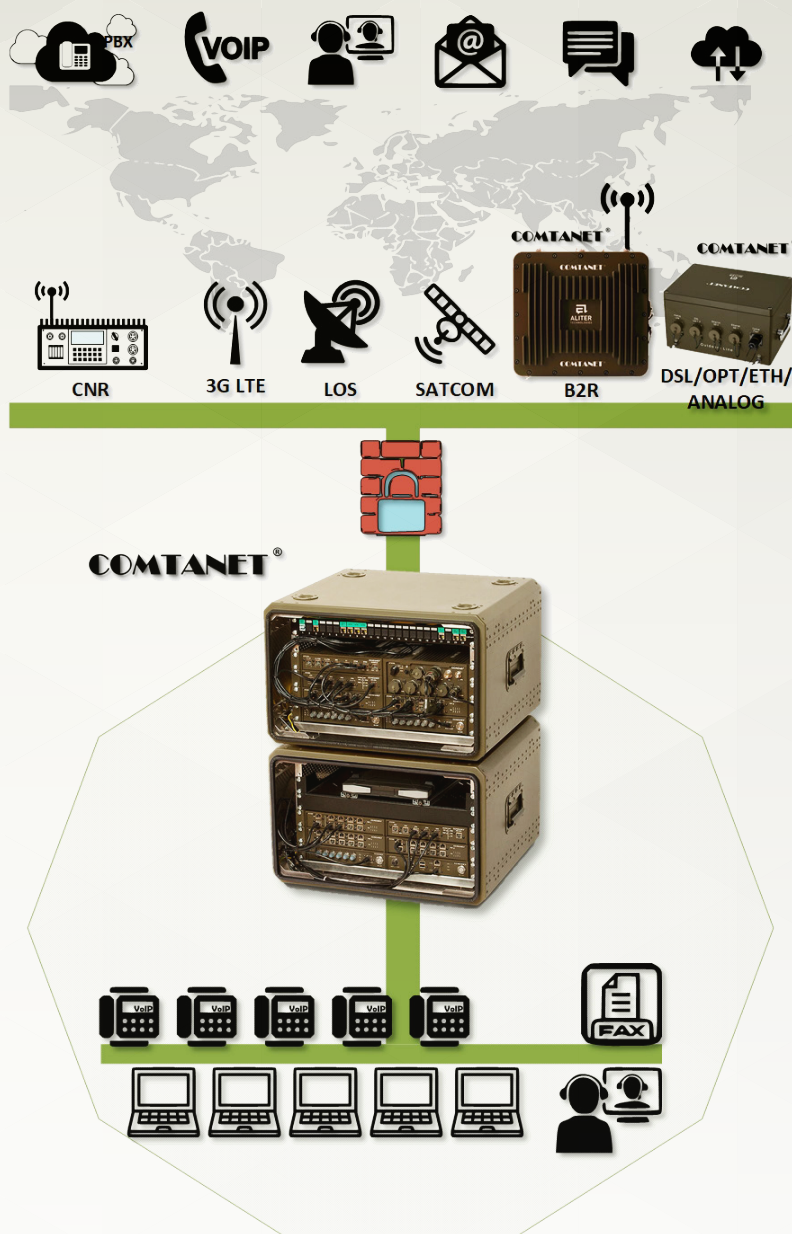 PBX
VOIP
@
COMTANET®
COMTANET
COMTANET
COMTANET
ALITER
COMTANET
CNR
3G LTE
LOS
SATCOM
B2R
DSL/OPT/ETH/
ANALOG
COMTANET®
VoIP
VoIP
VoIP
VoIP
VoIP
FAX